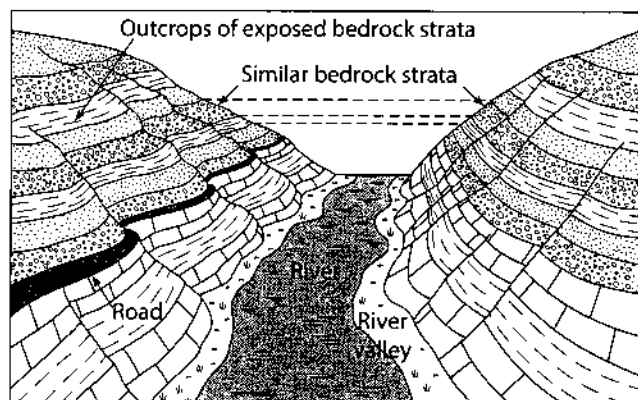 Outcrops of exposed bedrock strata
Similar bedrock strata
River
Road
River
valley